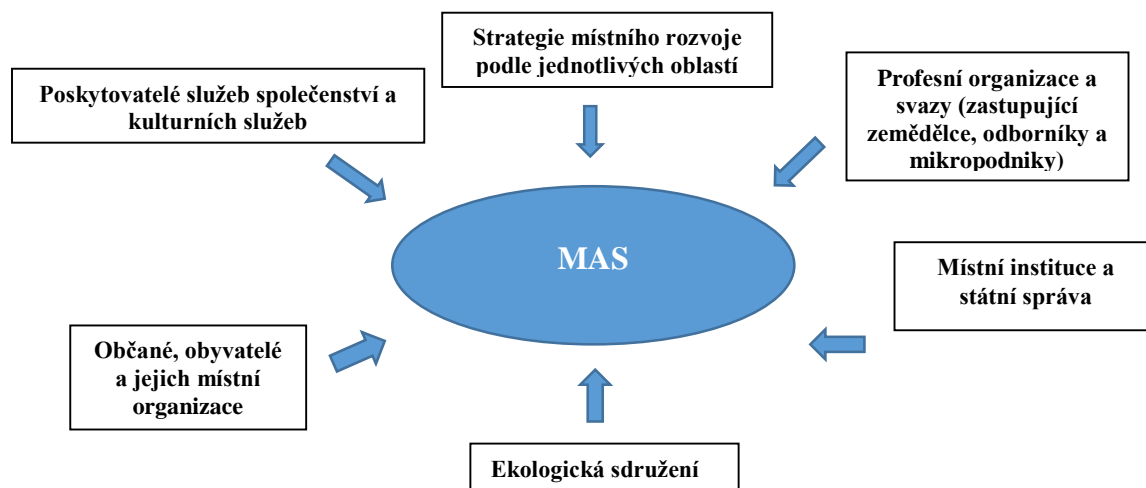 Strategie místního rozvoje
podle jednotlivých oblastí
Poskytovatelé služeb společenství a
kulturních služeb
Profesní organizace a
svazy (zastupující
zemědělce, odborníky a
mikropodniky)
MAS
Místní instituce a
státní správa
Občané, obyvatelé
a jejich místní
organizace
Ekologická sdružení